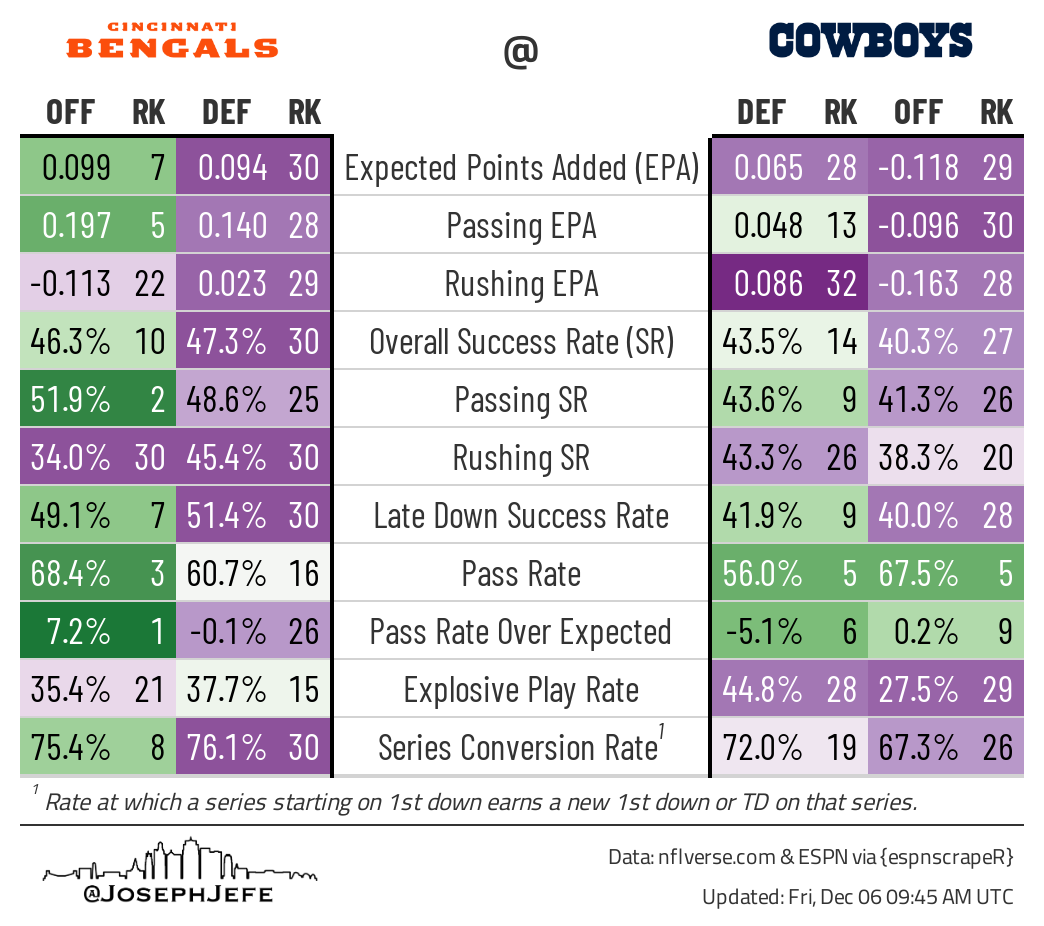 CINCINNATI
BENGALS @ COWBOYS
OFF RK DEF RK DEF RK OFF RK
0.099 7 0.094 30 Expected Points Added (EPA) 0.065 28 -0.118 29
0.197 5 0.140 28 Passing EPA 0.048 13 -0.096 30
-0.113 22 0.023 29 Rushing EPA 0.086 32 -0.163 28
46.3% 10 47.3% 30 Overall Success Rate (SR) 43.5% 14 40.3% 27
51.9% 2 48.6% 25 Passing SR 43.6% 9 41.3% 26
34.0% 30 45.4% 30 Rushing SR 43.3% 26 38.3% 20
49.1% 7 51.4% 30 Late Down Success Rate 41.9% 9 40.0% 28
68.4% 3 60.7% 16 Pass Rate 56.0% 5 67.5% 5
7.2% 1 -0.1% 26 Pass Rate Over Expected -5.1% 6 0.2% 9
35.4% 21 37.7% 15 Explosive Play Rate 44.8% 28 27.5% 29
75.4% 8 76.1% 30 Series Conversion Rate¹ 72.0% 19 67.3% 26
¹ Rate at which a series starting on 1st down earns a new 1st down or TD on that series.
Data: nflverse.com & ESPN via {espnscrapeR}
@JOSEPHJEFE
Updated: Fri, Dec 06 09:45 AM UTC